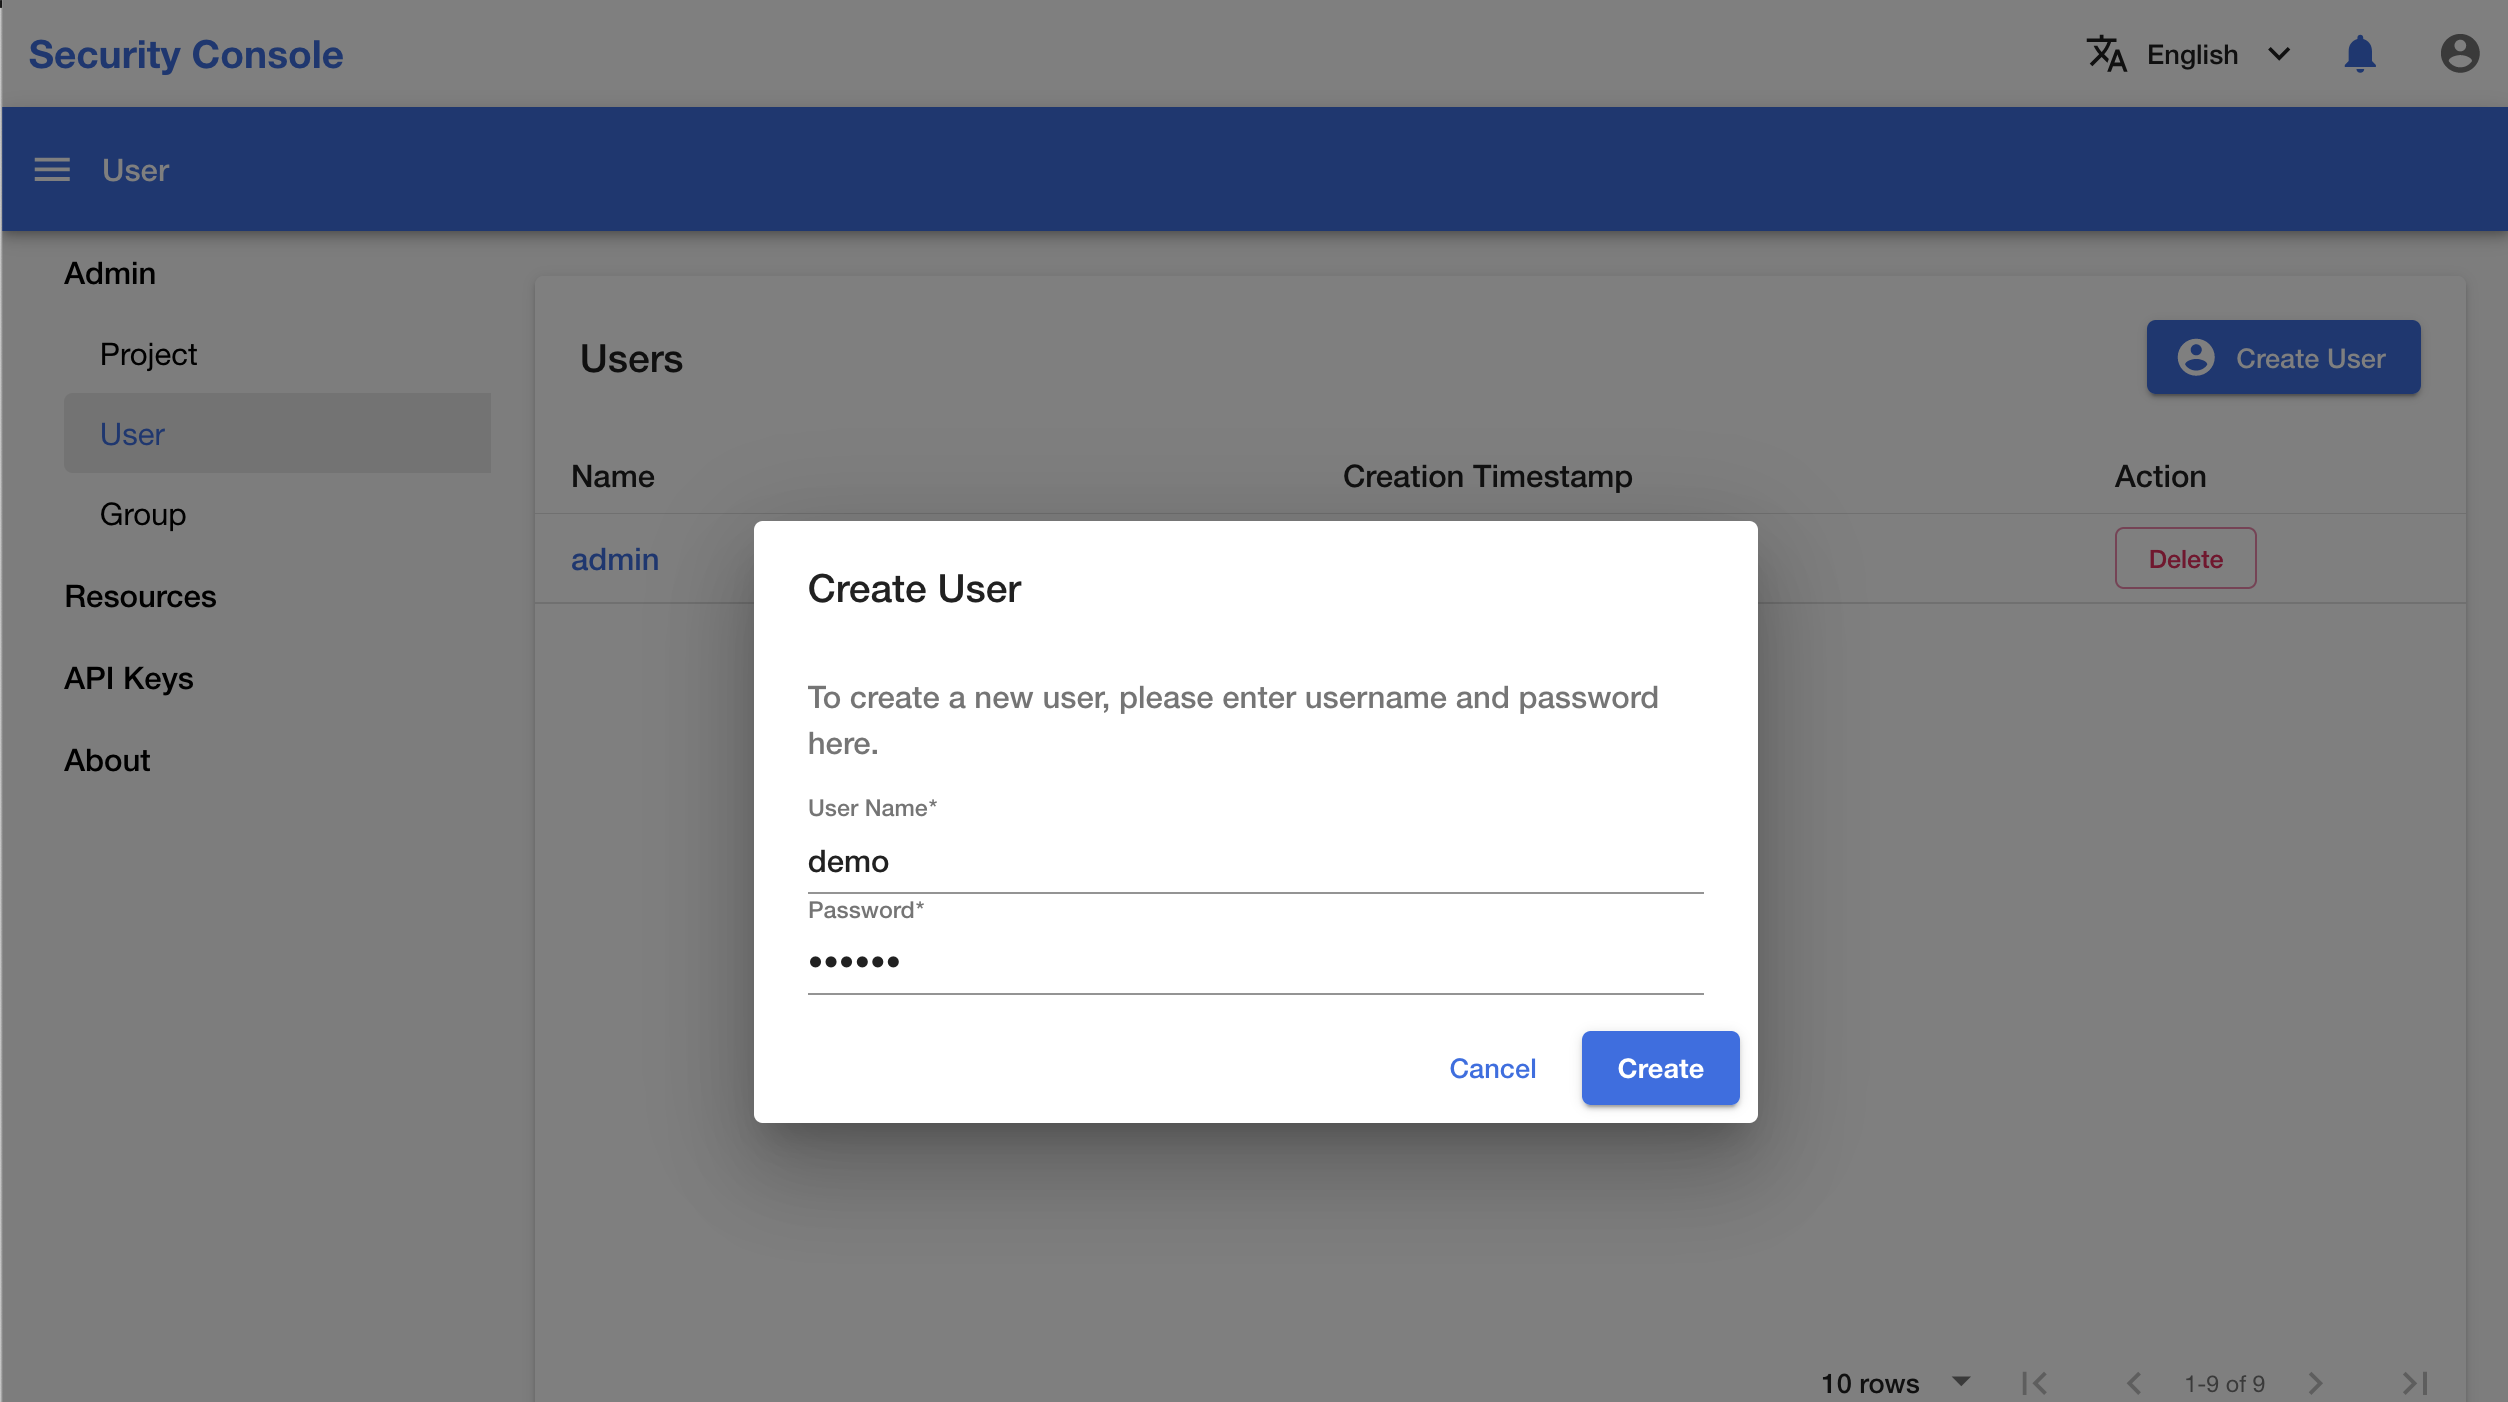 Security Console
English
User
Admin
Project
User
Group
Resources
API Keys
About
Users
Create User
Name
Creation Timestamp
Action
admin
Delete
Create User
To create a new user, please enter username and password
here.
User Name*
demo
Password*
••••••
Cancel
Create
10 rows
1-9 of 9